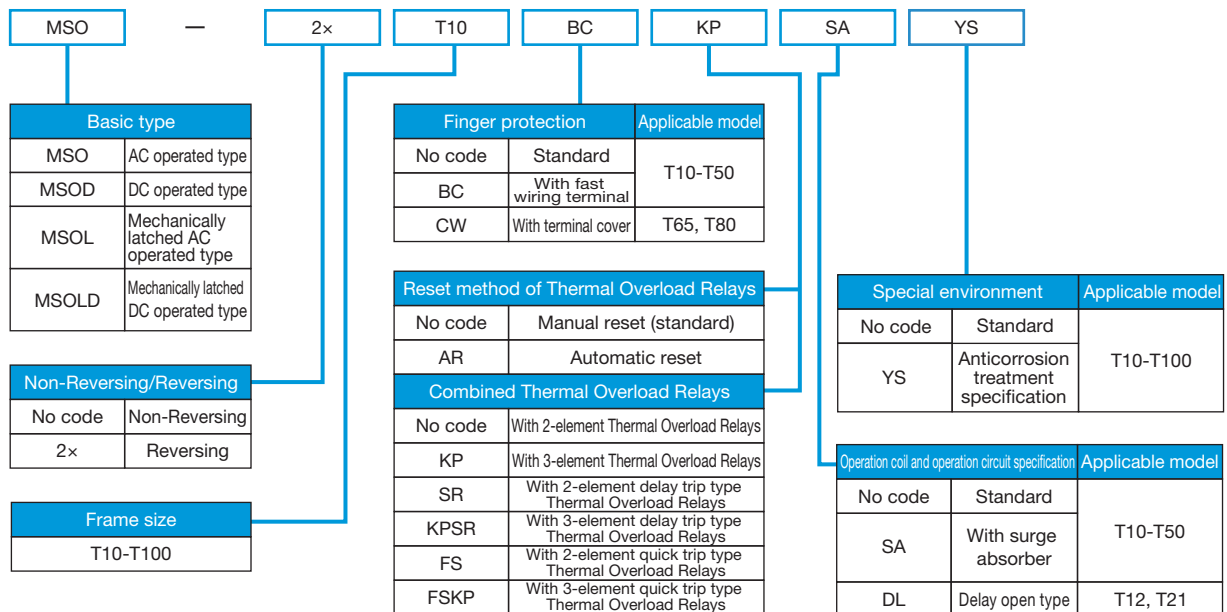 MSO — 2× T10 BC KP SA YS
Basic type
MSO AC operated type
MSOD DC operated type
MSOL Mechanically
latched AC
operated type
MSOLD Mechanically latched
DC operated type
Non-Reversing/Reversing
No code Non-Reversing
2× Reversing
Frame size
T10-T100
Finger protection Applicable model
No code Standard T10-T50
BC With fast
wiring terminal
CW With terminal cover T65, T80
Reset method of Thermal Overload Relays
No code Manual reset (standard)
AR Automatic reset
Combined Thermal Overload Relays
No code With 2-element Thermal Overload Relays
KP With 3-element Thermal Overload Relays
SR With 2-element delay trip type
Thermal Overload Relays
KPSR With 3-element delay trip type
Thermal Overload Relays
FS With 2-element quick trip type
Thermal Overload Relays
FSKP With 3-element quick trip type
Thermal Overload Relays
Special environment Applicable model
No code Standard T10-T100
YS Anticorrosion
treatment
specification
Operation coil and operation circuit specification Applicable model
No code Standard T10-T50
SA With surge
absorber
DL Delay open type T12, T21